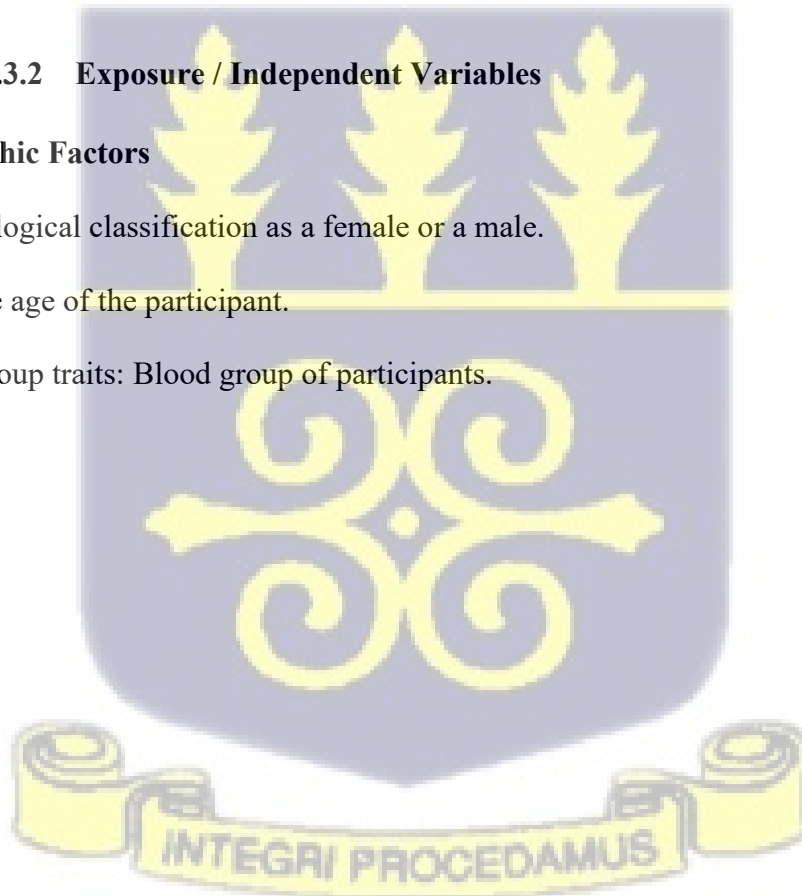 .3.2 Exposure / Independent Variables
hic Factors
logical classification as a female or a male.
e age of the participant.
oup traits: Blood group of participants.
INTEGRI PROCEDAMUS